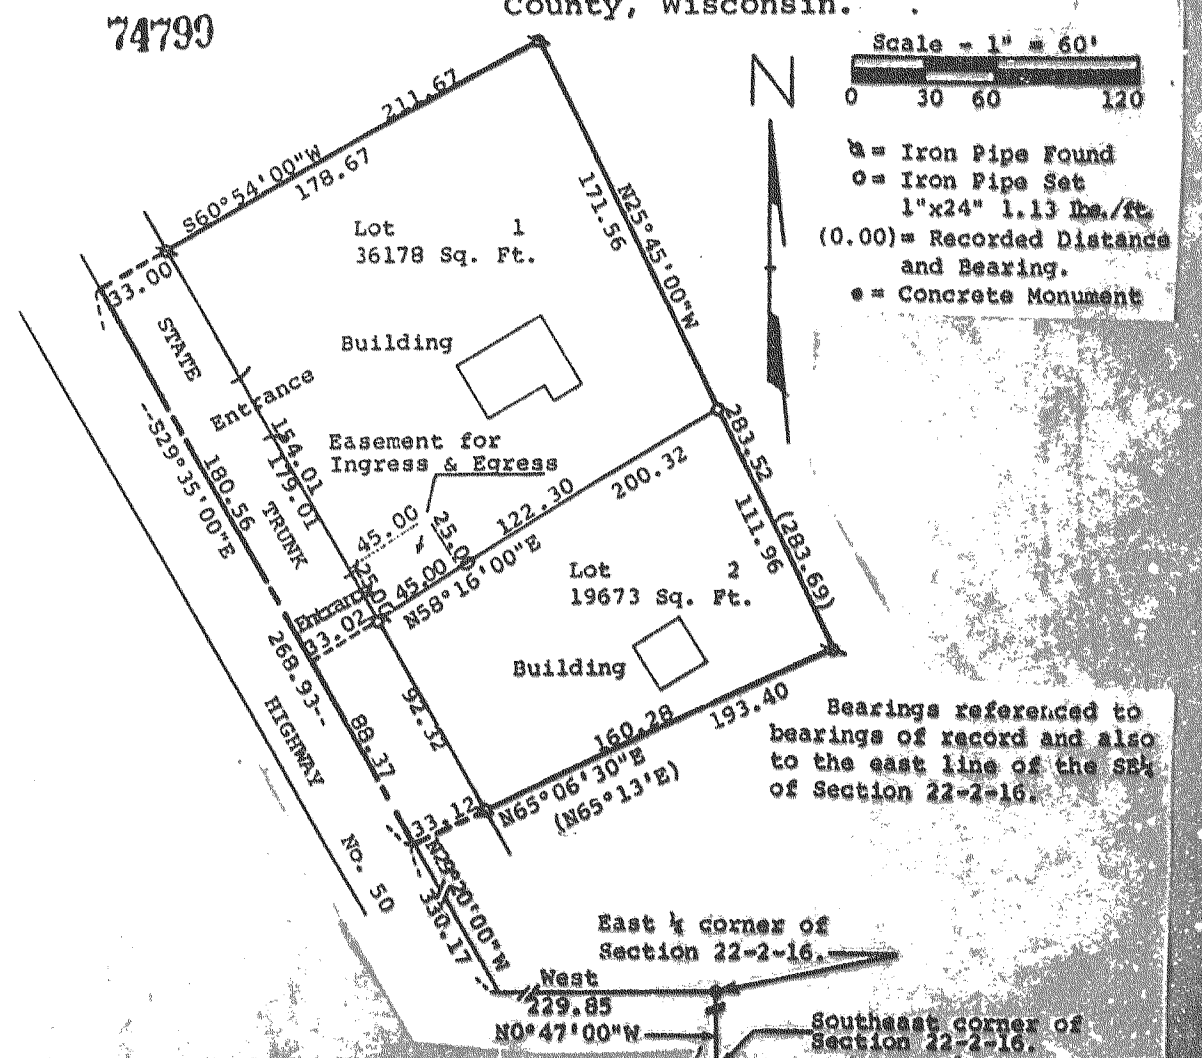 74799
County, Wisconsin.
Scale - 1" = 60'
0 30 60 120
N
= Iron Pipe Found
o= Iron Pipe Set
1"x24" 1.13 lbs./ft.
(0.00)= Recorded Distance
and Bearing.
= Concrete Monument
211.67
S60°54'00"W
178.67
33.00
Lot 1
36178 Sq. Ft.
171.56
N25°45'00"W
Building
STATE
Entrance
154.01
179.01
--S29°35'00"E
180.56
TRUNK
Easement for
Ingress & Egress
45.00
25.00
122.30
200.32
283.52
(283.69)
111.96
25.00
45.00
N58°16'00"E
Entrance
33.02
Lot 2
19673 Sq. Ft.
Building
268.93--
HIGHWAY
88.37
92.32
160.28
193.40
N65°06'30"E
(N65°13'E)
33.12
No. 50
N29°20'00"W
330.17
Bearings referenced to
bearings of record and also
to the east line of the SE¼
of Section 22-2-16.
East ¼ corner of
Section 22-2-16.
West
229.85
N0°47'00"W
Southeast corner of
Section 22-2-16.